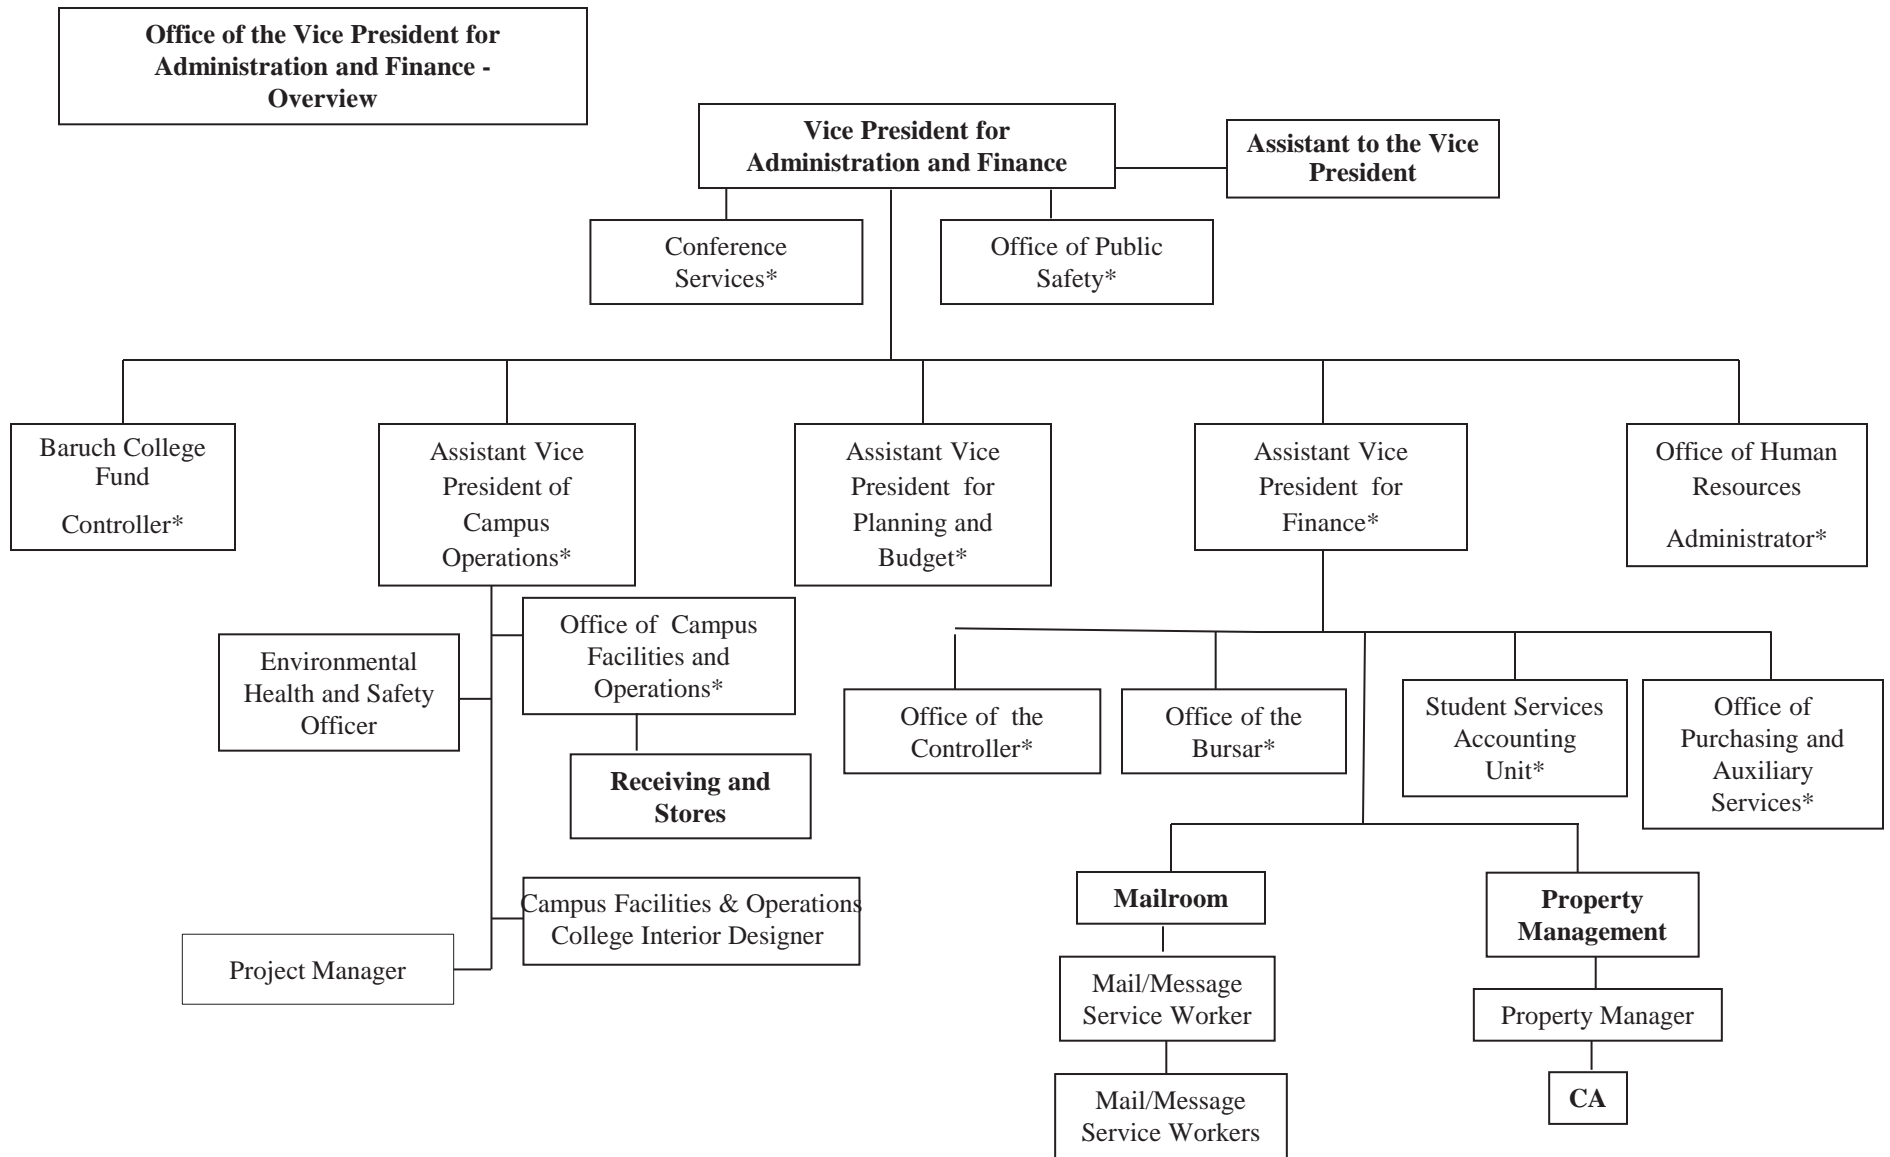 Office of the Vice President for
Administration and Finance -
Overview
Vice President for
Administration and Finance
Assistant to the Vice
President
Conference
Services*
Office of Public
Safety*
Baruch College
Fund
Controller*
Assistant Vice
President of
Campus
Operations*
Assistant Vice
President for
Planning and
Budget*
Assistant Vice
President for
Finance*
Office of Human
Resources
Administrator*
Office of Campus
Facilities and
Operations*
Environmental
Health and Safety
Officer
Receiving and
Stores
Office of the
Controller*
Office of the
Bursar*
Student Services
Accounting
Unit*
Office of
Purchasing and
Auxiliary
Services*
Campus Facilities & Operations
College Interior Designer
Project Manager
Mailroom
Property
Management
Mail/Message
Service Worker
Property Manager
Mail/Message
Service Workers
CA